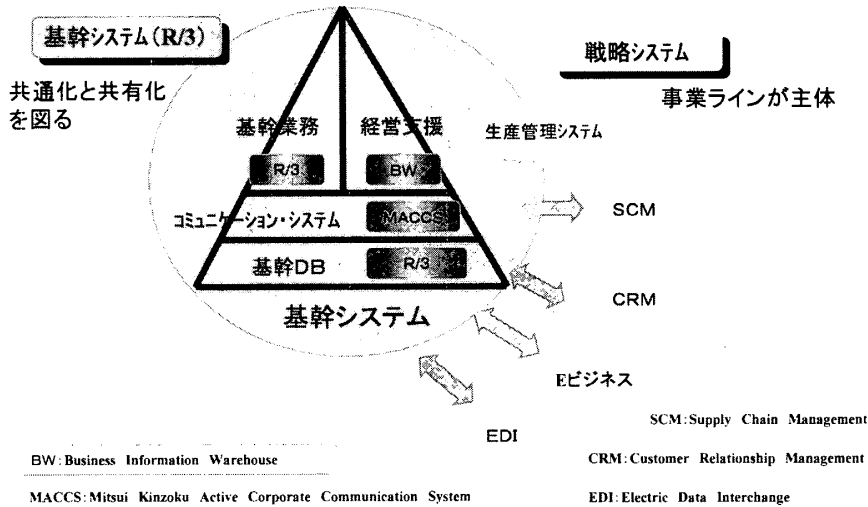 基幹システム(R/3)
共通化と共有化
を図る
戦略システム
事業ラインが主体
基幹業務
経営支援
生産管理システム
R/3
BW
コミュニケーション・システム
MACCS
SCM
基幹DB
R/3
CRM
基幹システム
Eビジネス
EDI
SCM:Supply Chain Management
BW:Business Information Warehouse
CRM:Customer Relationship Management
MACCS:Mitsui Kinzoku Active Corporate Communication System
EDI:Electric Data Interchange